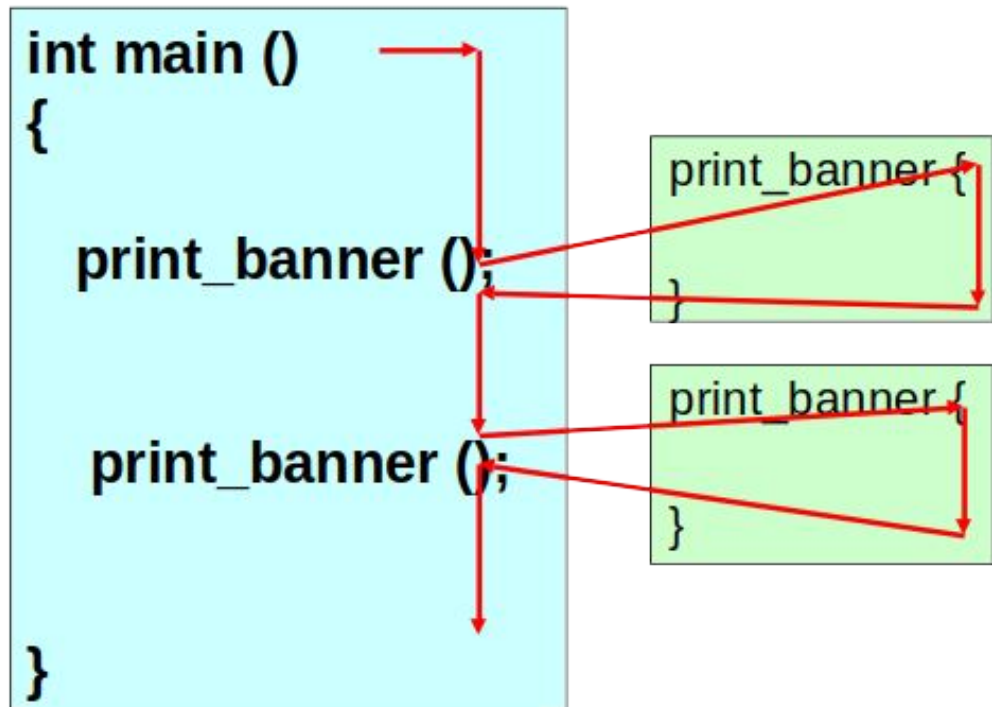 int main ()
{
print_banner ();
print_banner ();
}
print_banner {
}
print_banner {
}